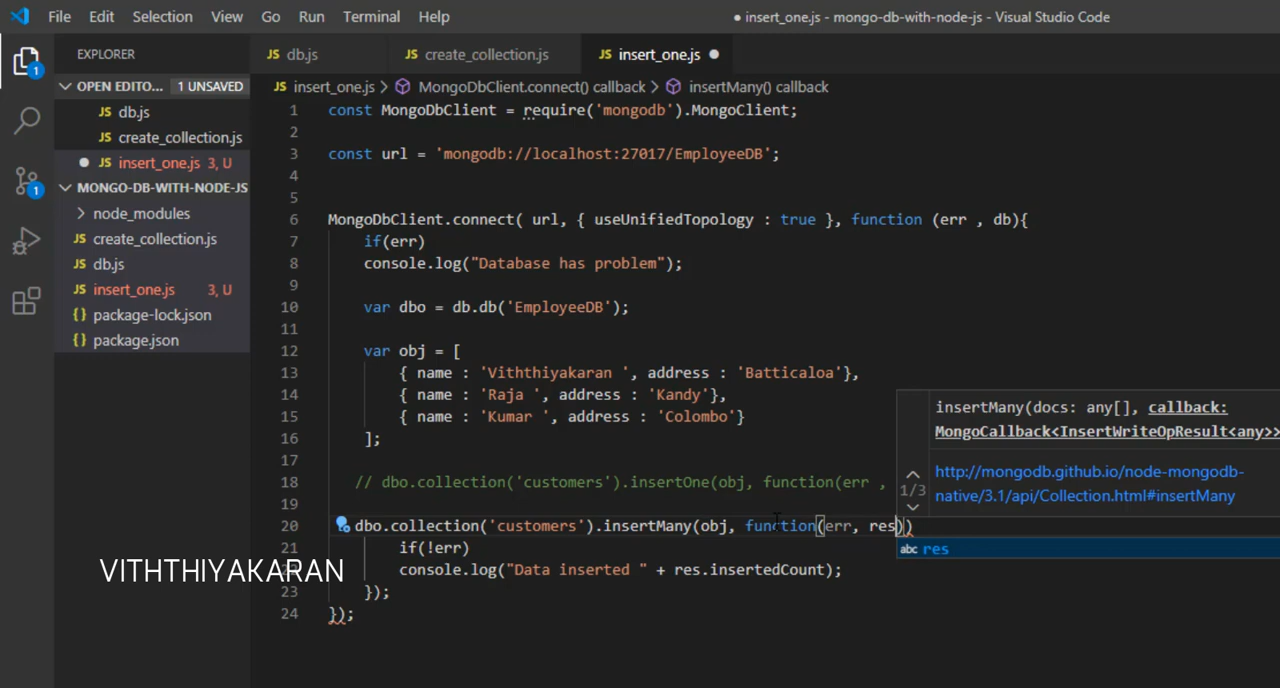 File Edit Selection View Go Run Terminal Help ● insert_one.js - mongo-db-with-node-js - Visual Studio Code
EXPLORER
JS db.js JS create_collection.js JS insert_one.js ●
OPEN EDITO... 1 UNSAVED
JS db.js
JS create_collection.js
● JS insert_one.js 3, U
MONGO-DB-WITH-NODE-JS
node_modules
JS create_collection.js
JS db.js
JS insert_one.js 3, U
{} package-lock.json
{} package.json
1
1
JS insert_one.js > MongoDbClient.connect() callback > insertMany() callback
1 const MongoDbClient = require('mongodb').MongoClient;
2
3 const url = 'mongodb://localhost:27017/EmployeeDB';
4
5
6 MongoDbClient.connect( url, { useUnifiedTopology : true }, function (err , db){
7 if(err)
8 console.log("Database has problem");
9
10 var dbo = db.db('EmployeeDB');
11
12 var obj = [
13 { name : 'Viththiyakaran ', address : 'Batticaloa'},
14 { name : 'Raja ', address : 'Kandy'},
15 { name : 'Kumar ', address : 'Colombo'}
16 ];
17
18 // dbo.collection('customers').insertOne(obj, function(err ,
19
20 dbo.collection('customers').insertMany(obj, function(err, res))
21 if(!err)
console.log("Data inserted " + res.insertedCount);
23 });
24 });
insertMany(docs: any[], callback:
MongoCallback<InsertWriteOpResult<any>>
1/3
http://mongodb.github.io/node-mongodb-
native/3.1/api/Collection.html#insertMany
abc res
VITHTHIYAKARAN